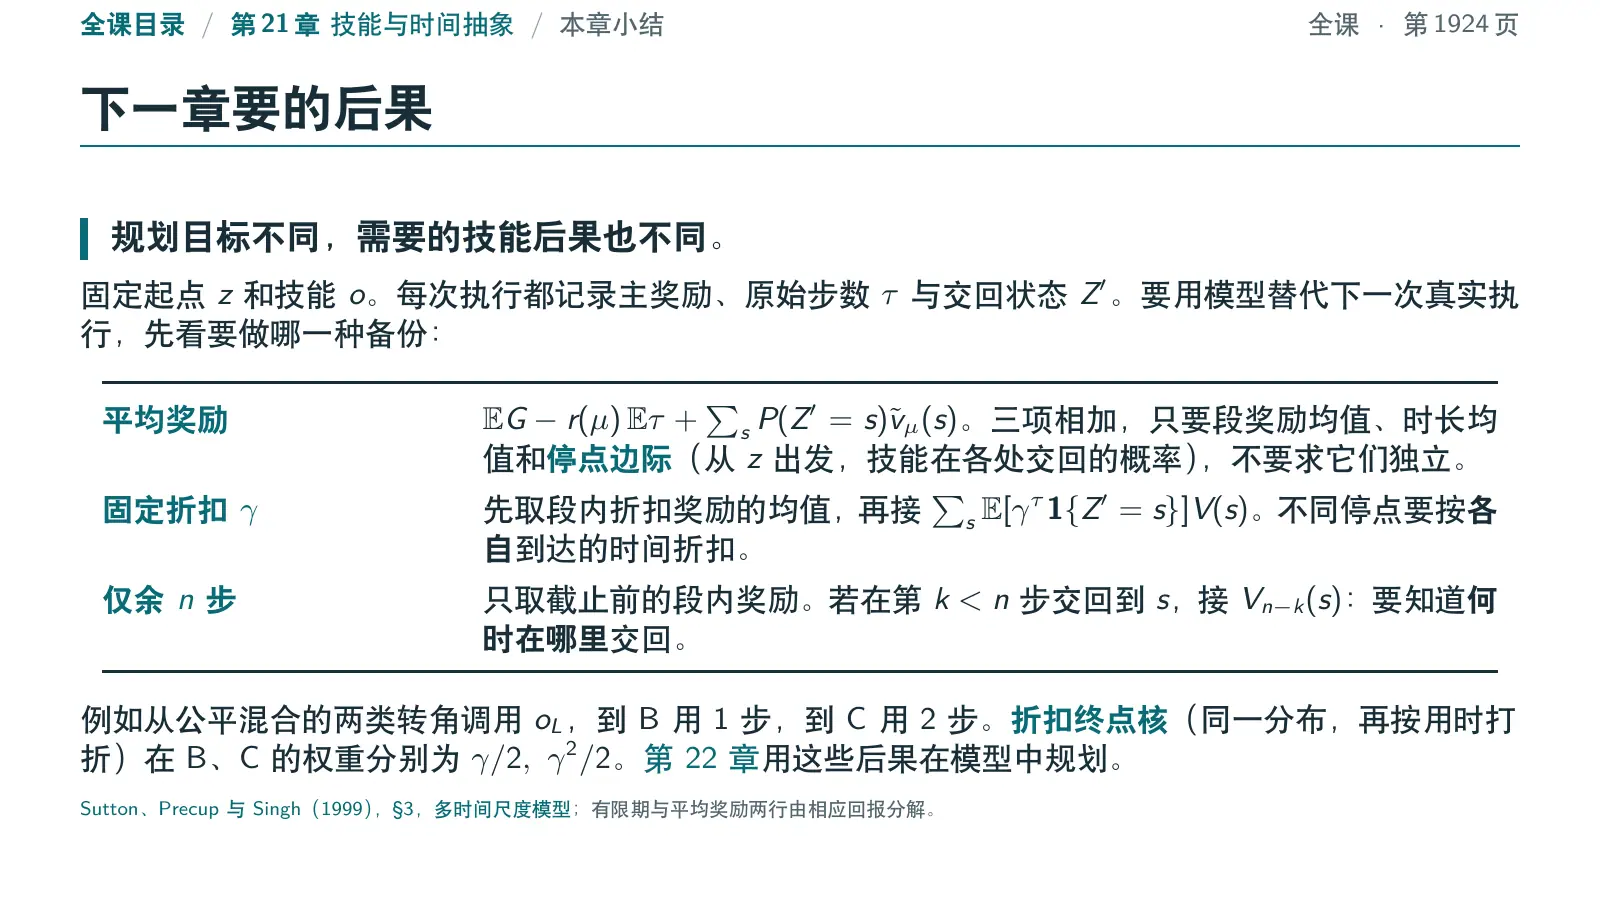 全课目录 / 第 21 章 技能与时间抽象 / 本章小结
全课 · 第 1924 页
下一章要的后果
规划目标不同，需要的技能后果也不同。
固定起点 z 和技能 o。每次执行都记录主奖励、原始步数 τ 与交回状态 Z′。要用模型替代下一次真实执
行，先看要做哪一种备份：
平均奖励
𝔼G − r(μ) 𝔼τ + ∑ₛ P(Z′ = s)ṽ_μ(s)。三项相加，只要段奖励均值、时长均
值和停点边际（从 z 出发，技能在各处交回的概率），不要求它们独立。
固定折扣 γ
先取段内折扣奖励的均值，再接 ∑ₛ 𝔼[γ^τ 𝟏{Z′ = s}]V(s)。不同停点要按各
自到达的时间折扣。
仅余 n 步
只取截止前的段内奖励。若在第 k < n 步交回到 s，接 V_{n−k}(s)：要知道何
时在哪里交回。
例如从公平混合的两类转角调用 o_L，到 B 用 1 步，到 C 用 2 步。折扣终点核（同一分布，再按用时打
折）在 B、C 的权重分别为 γ/2, γ²/2。第 22 章用这些后果在模型中规划。
Sutton、Precup 与 Singh（1999），§3，多时间尺度模型；有限期与平均奖励两行由相应回报分解。